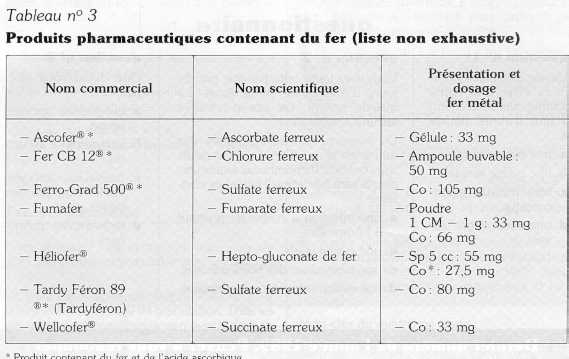 Tableau nº 3
Produits pharmaceutiques contenant du fer (liste non exhaustive)
Nom commercial
Nom scientifique
Présentation et
dosage
fer métal
– Ascofer® * – Ascorbate ferreux – Gélule : 33 mg
– Fer CB 12® * – Chlorure ferreux – Ampoule buvable :
50 mg
– Ferro-Grad 500® * – Sulfate ferreux – Co : 105 mg
– Fumafer – Fumarate ferreux – Poudre
1 CM – 1 g : 33 mg
Co : 66 mg
– Héliofer® – Hepto-gluconate de fer – Sp 5 cc : 55 mg
Co* : 27,5 mg
– Tardy Féron 89 – Sulfate ferreux – Co : 80 mg
®* (Tardyféron)
– Wellcofer® – Succinate ferreux – Co : 33 mg
* Produit contenant du fer et de l'acide ascorbique